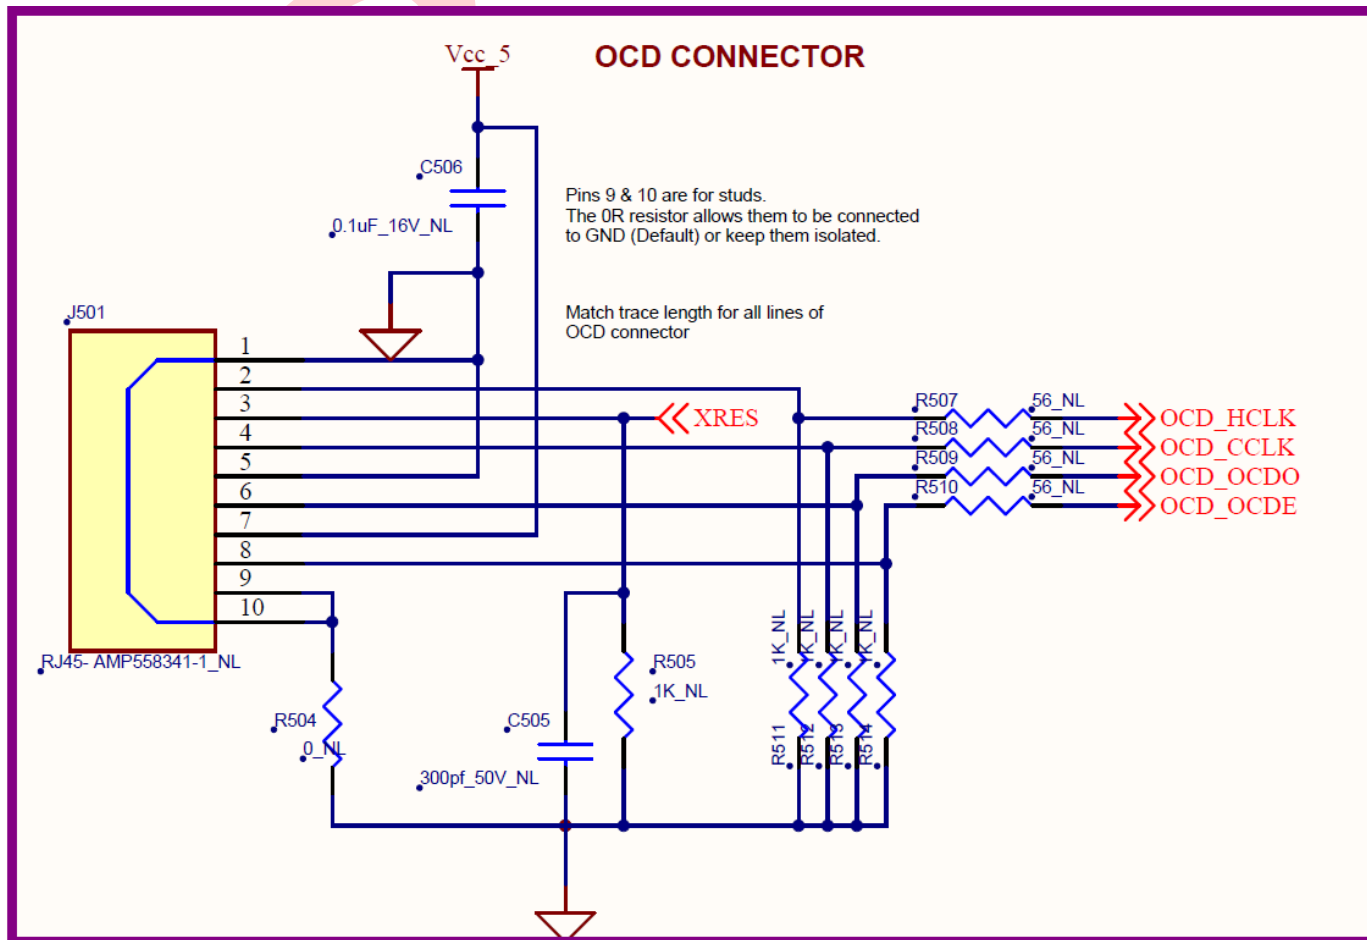 Vcc_5
OCD CONNECTOR
C506
0.1uF_16V_NL
Pins 9 & 10 are for studs.
The 0R resistor allows them to be connected
to GND (Default) or keep them isolated.
Match trace length for all lines of
OCD connector
J501
1
2
3
4
5
6
7
8
9
10
RJ45- AMP558341-1_NL
XRES
R507
56_NL
OCD_HCLK
R508
56_NL
OCD_CCLK
R509
56_NL
OCD_OCDO
R510
56_NL
OCD_OCDE
R504
0_NL
C505
300pf_50V_NL
R505
1K_NL
1K_NL
1K_NL
1K_NL
1K_NL
R511
R512
R513
R514